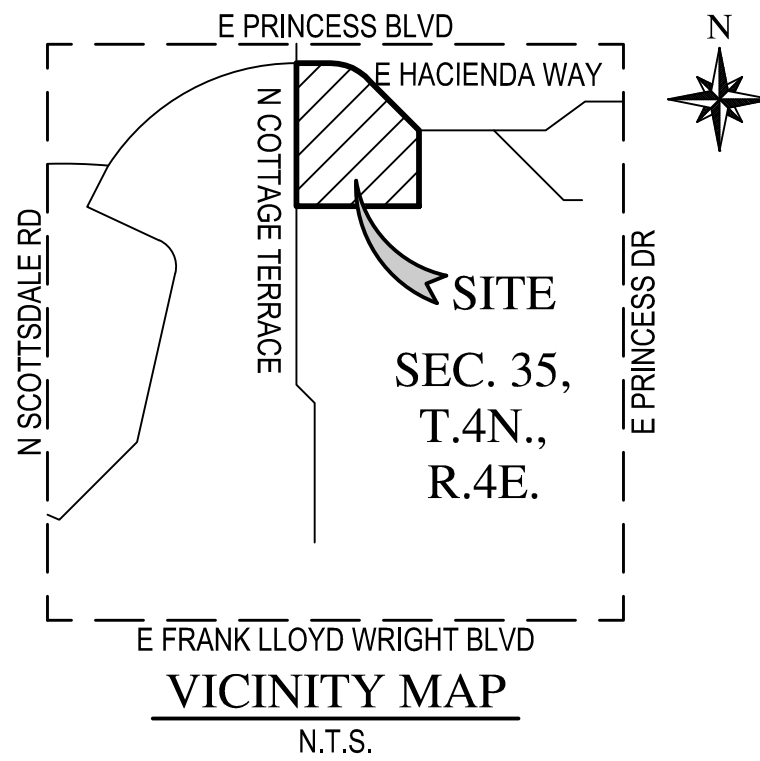 E PRINCESS BLVD
N
E HACIENDA WAY
N COTTAGE TERRACE
N SCOTTSDALE RD
E PRINCESS DR
SITE
SEC. 35,
T.4N.,
R.4E.
E FRANK LLOYD WRIGHT BLVD
VICINITY MAP
N.T.S.